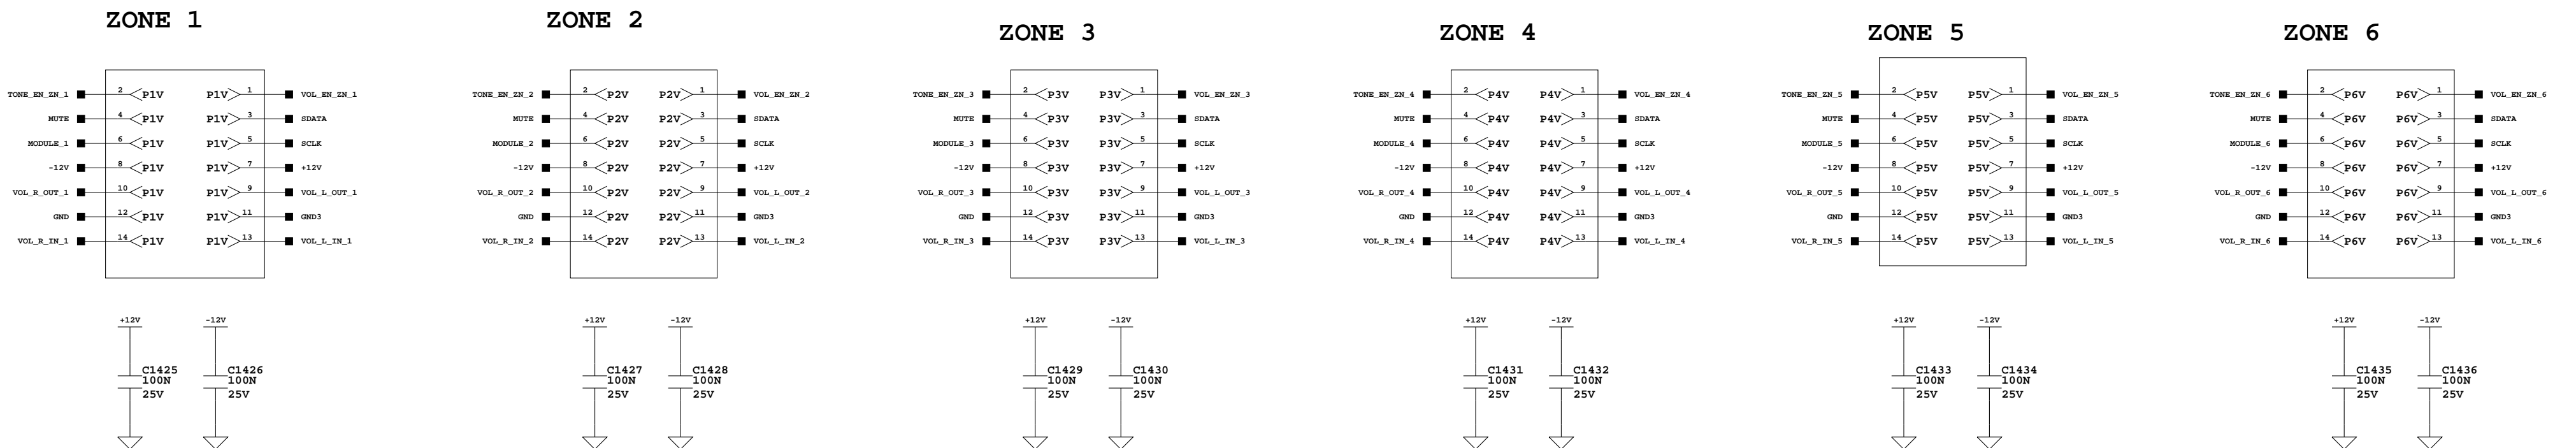 ZONE 1 ZONE 2 ZONE 3 ZONE 4 ZONE 5 ZONE 6
TONE_EN_ZN_1 2 P1V P1V 1 VOL_EN_ZN_1 TONE_EN_ZN_2 2 P2V P2V 1 VOL_EN_ZN_2 TONE_EN_ZN_3 2 P3V P3V 1 VOL_EN_ZN_3 TONE_EN_ZN_4 2 P4V P4V 1 VOL_EN_ZN_4 TONE_EN_ZN_5 2 P5V P5V 1 VOL_EN_ZN_5 TONE_EN_ZN_6 2 P6V P6V 1 VOL_EN_ZN_6
MUTE 4 P1V P1V 3 SDATA MUTE 4 P2V P2V 3 SDATA MUTE 4 P3V P3V 3 SDATA MUTE 4 P4V P4V 3 SDATA MUTE 4 P5V P5V 3 SDATA MUTE 4 P6V P6V 3 SDATA
MODULE_1 6 P1V P1V 5 SCLK MODULE_2 6 P2V P2V 5 SCLK MODULE_3 6 P3V P3V 5 SCLK MODULE_4 6 P4V P4V 5 SCLK MODULE_5 6 P5V P5V 5 SCLK MODULE_6 6 P6V P6V 5 SCLK
-12V 8 P1V P1V 7 +12V -12V 8 P2V P2V 7 +12V -12V 8 P3V P3V 7 +12V -12V 8 P4V P4V 7 +12V -12V 8 P5V P5V 7 +12V -12V 8 P6V P6V 7 +12V
VOL_R_OUT_1 10 P1V P1V 9 VOL_L_OUT_1 VOL_R_OUT_2 10 P2V P2V 9 VOL_L_OUT_2 VOL_R_OUT_3 10 P3V P3V 9 VOL_L_OUT_3 VOL_R_OUT_4 10 P4V P4V 9 VOL_L_OUT_4 VOL_R_OUT_5 10 P5V P5V 9 VOL_L_OUT_5 VOL_R_OUT_6 10 P6V P6V 9 VOL_L_OUT_6
GND 12 P1V P1V 11 GND3 GND 12 P2V P2V 11 GND3 GND 12 P3V P3V 11 GND3 GND 12 P4V P4V 11 GND3 GND 12 P5V P5V 11 GND3 GND 12 P6V P6V 11 GND3
VOL_R_IN_1 14 P1V P1V 13 VOL_L_IN_1 VOL_R_IN_2 14 P2V P2V 13 VOL_L_IN_2 VOL_R_IN_3 14 P3V P3V 13 VOL_L_IN_3 VOL_R_IN_4 14 P4V P4V 13 VOL_L_IN_4 VOL_R_IN_5 14 P5V P5V 13 VOL_L_IN_5 VOL_R_IN_6 14 P6V P6V 13 VOL_L_IN_6
+12V -12V +12V -12V +12V -12V +12V -12V +12V -12V +12V -12V
C1425 C1426 C1427 C1428 C1429 C1430 C1431 C1432 C1433 C1434 C1435 C1436
100N 100N 100N 100N 100N 100N 100N 100N 100N 100N 100N 100N
25V 25V 25V 25V 25V 25V 25V 25V 25V 25V 25V 25V